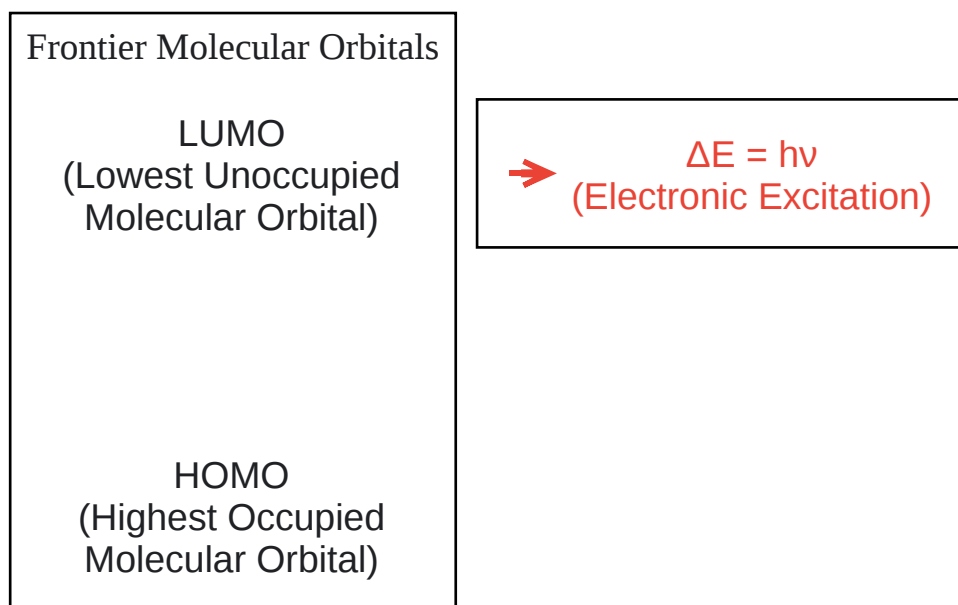 Frontier Molecular Orbitals
LUMO
(Lowest Unoccupied
Molecular Orbital)
ΔE = hν
(Electronic Excitation)
HOMO
(Highest Occupied
Molecular Orbital)